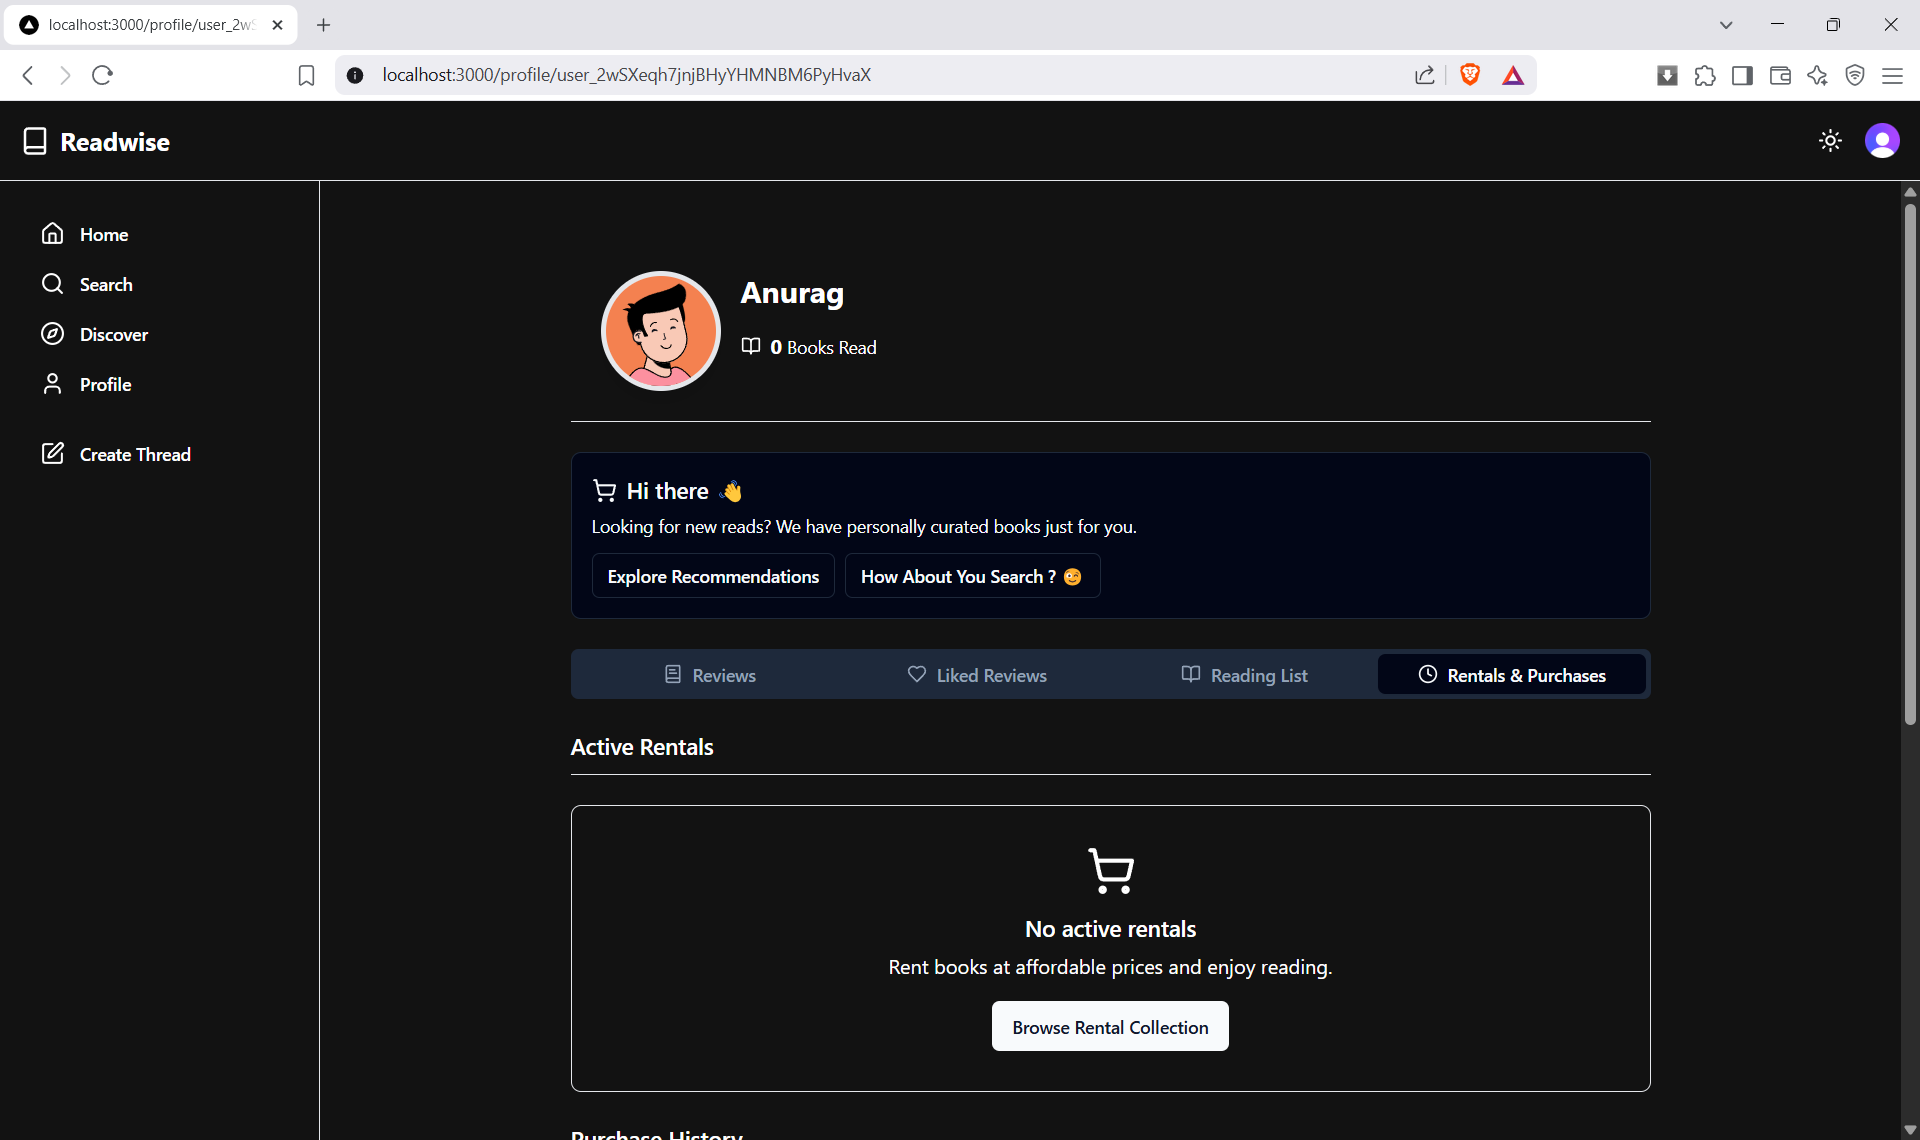 localhost:3000/profile/user_2wS
localhost:3000/profile/user_2wSXeqh7jnjBHyYHMNBM6PyHvaX
Readwise
Home
Search
Discover
Profile
Create Thread
Anurag
0 Books Read
Hi there 👋
Looking for new reads? We have personally curated books just for you.
Explore Recommendations
How About You Search ? 😉
Reviews
Liked Reviews
Reading List
Rentals & Purchases
Active Rentals
No active rentals
Rent books at affordable prices and enjoy reading.
Browse Rental Collection
Purchase History